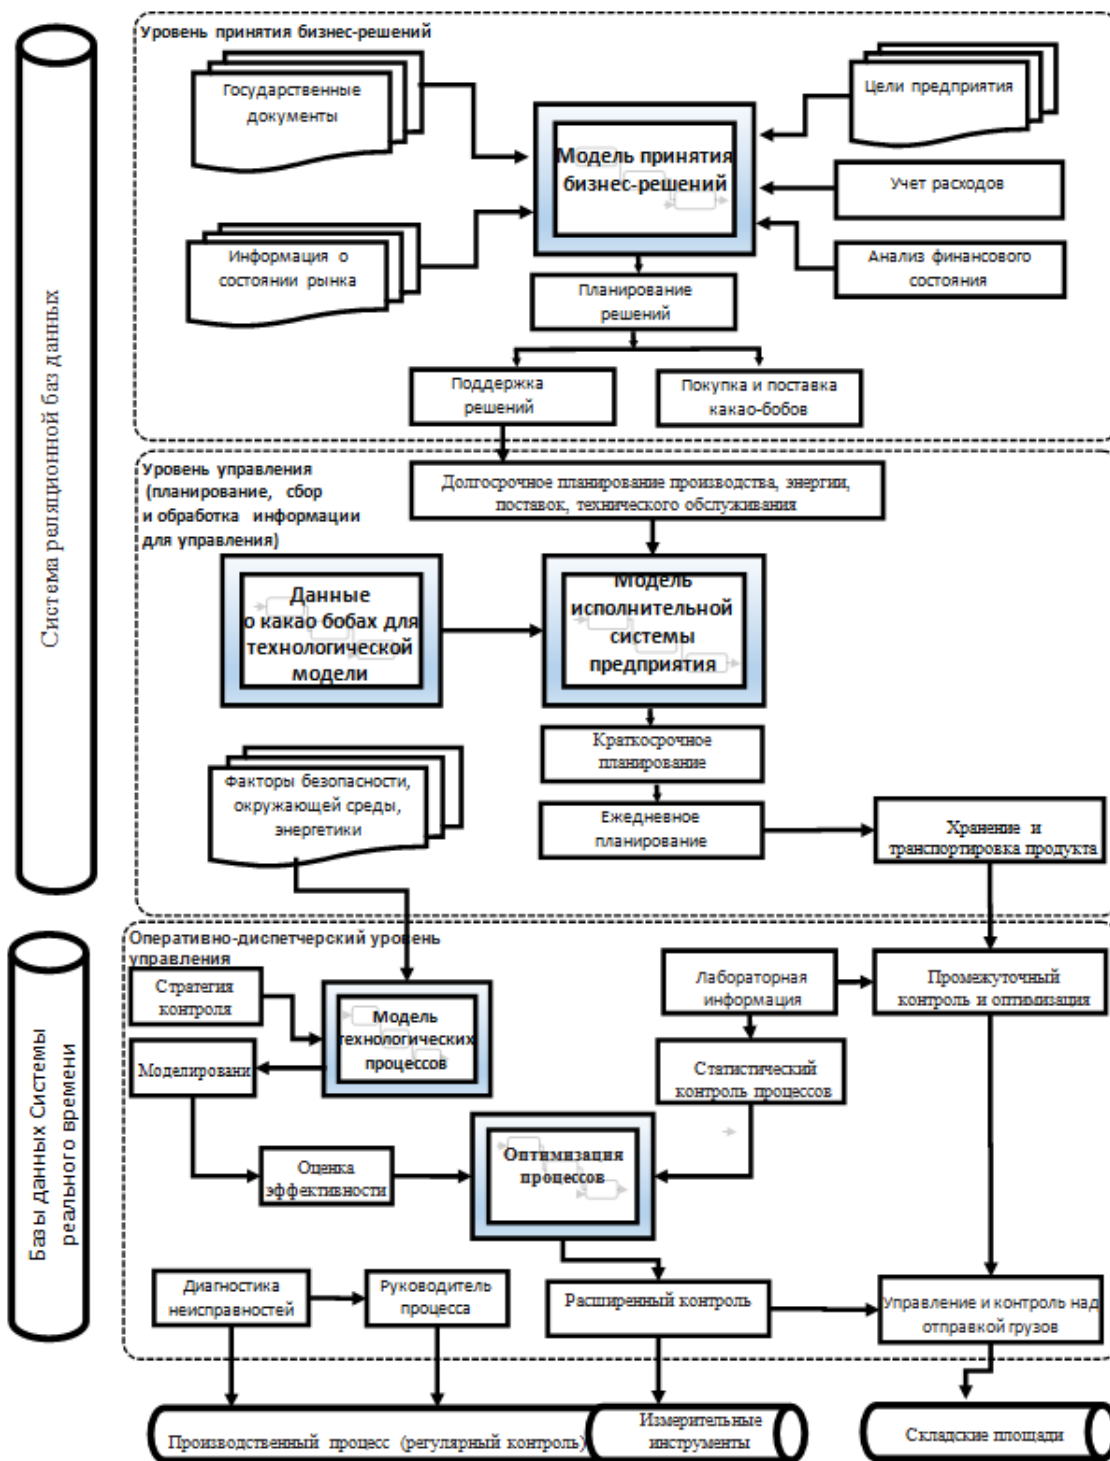 Уровень принятия бизнес-решений
Государственные
документы
Цели предприятия
Модель принятия
бизнес-решений
Учет расходов
Информация о
состоянии рынка
Анализ финансового
состояния
Планирование
решений
Поддержка
решений
Покупка и поставка
какао-бобов
Система реляционной баз данных
Уровень управления
(планирование, сбор
и обработка информации
для управления)
Долгосрочное планирование производства, энергии,
поставок, технического обслуживания
Данные
о какао бобах для
технологической
модели
Модель
исполнительной
системы
предприятия
Краткосрочное
планирование
Факторы безопасности,
окружающей среды,
энергетики
Ежедневное
планирование
Хранение и
транспортировка продукта
Оперативно-диспетчерский уровень
управления
Стратегия
контроля
Модель
технологических
процессов
Лабораторная
информация
Промежуточный
контроль и оптимизация
Моделировани
Статистический
контроль процессов
Базы данных Системы
реального времени
Оценка
эффективности
Оптимизация
процессов
Диагностика
неисправностей
Руководитель
процесса
Расширенный контроль
Управление и контроль над
отправкой грузов
Производственный процесс (регулярный контроль)
Измерительные
инструменты
Складские площади